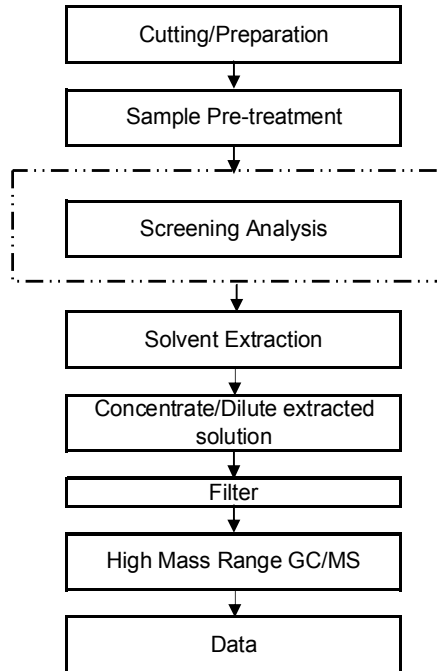 Cutting/Preparation
Sample Pre-treatment
Screening Analysis
Solvent Extraction
Concentrate/Dilute extracted
solution
Filter
High Mass Range GC/MS
Data